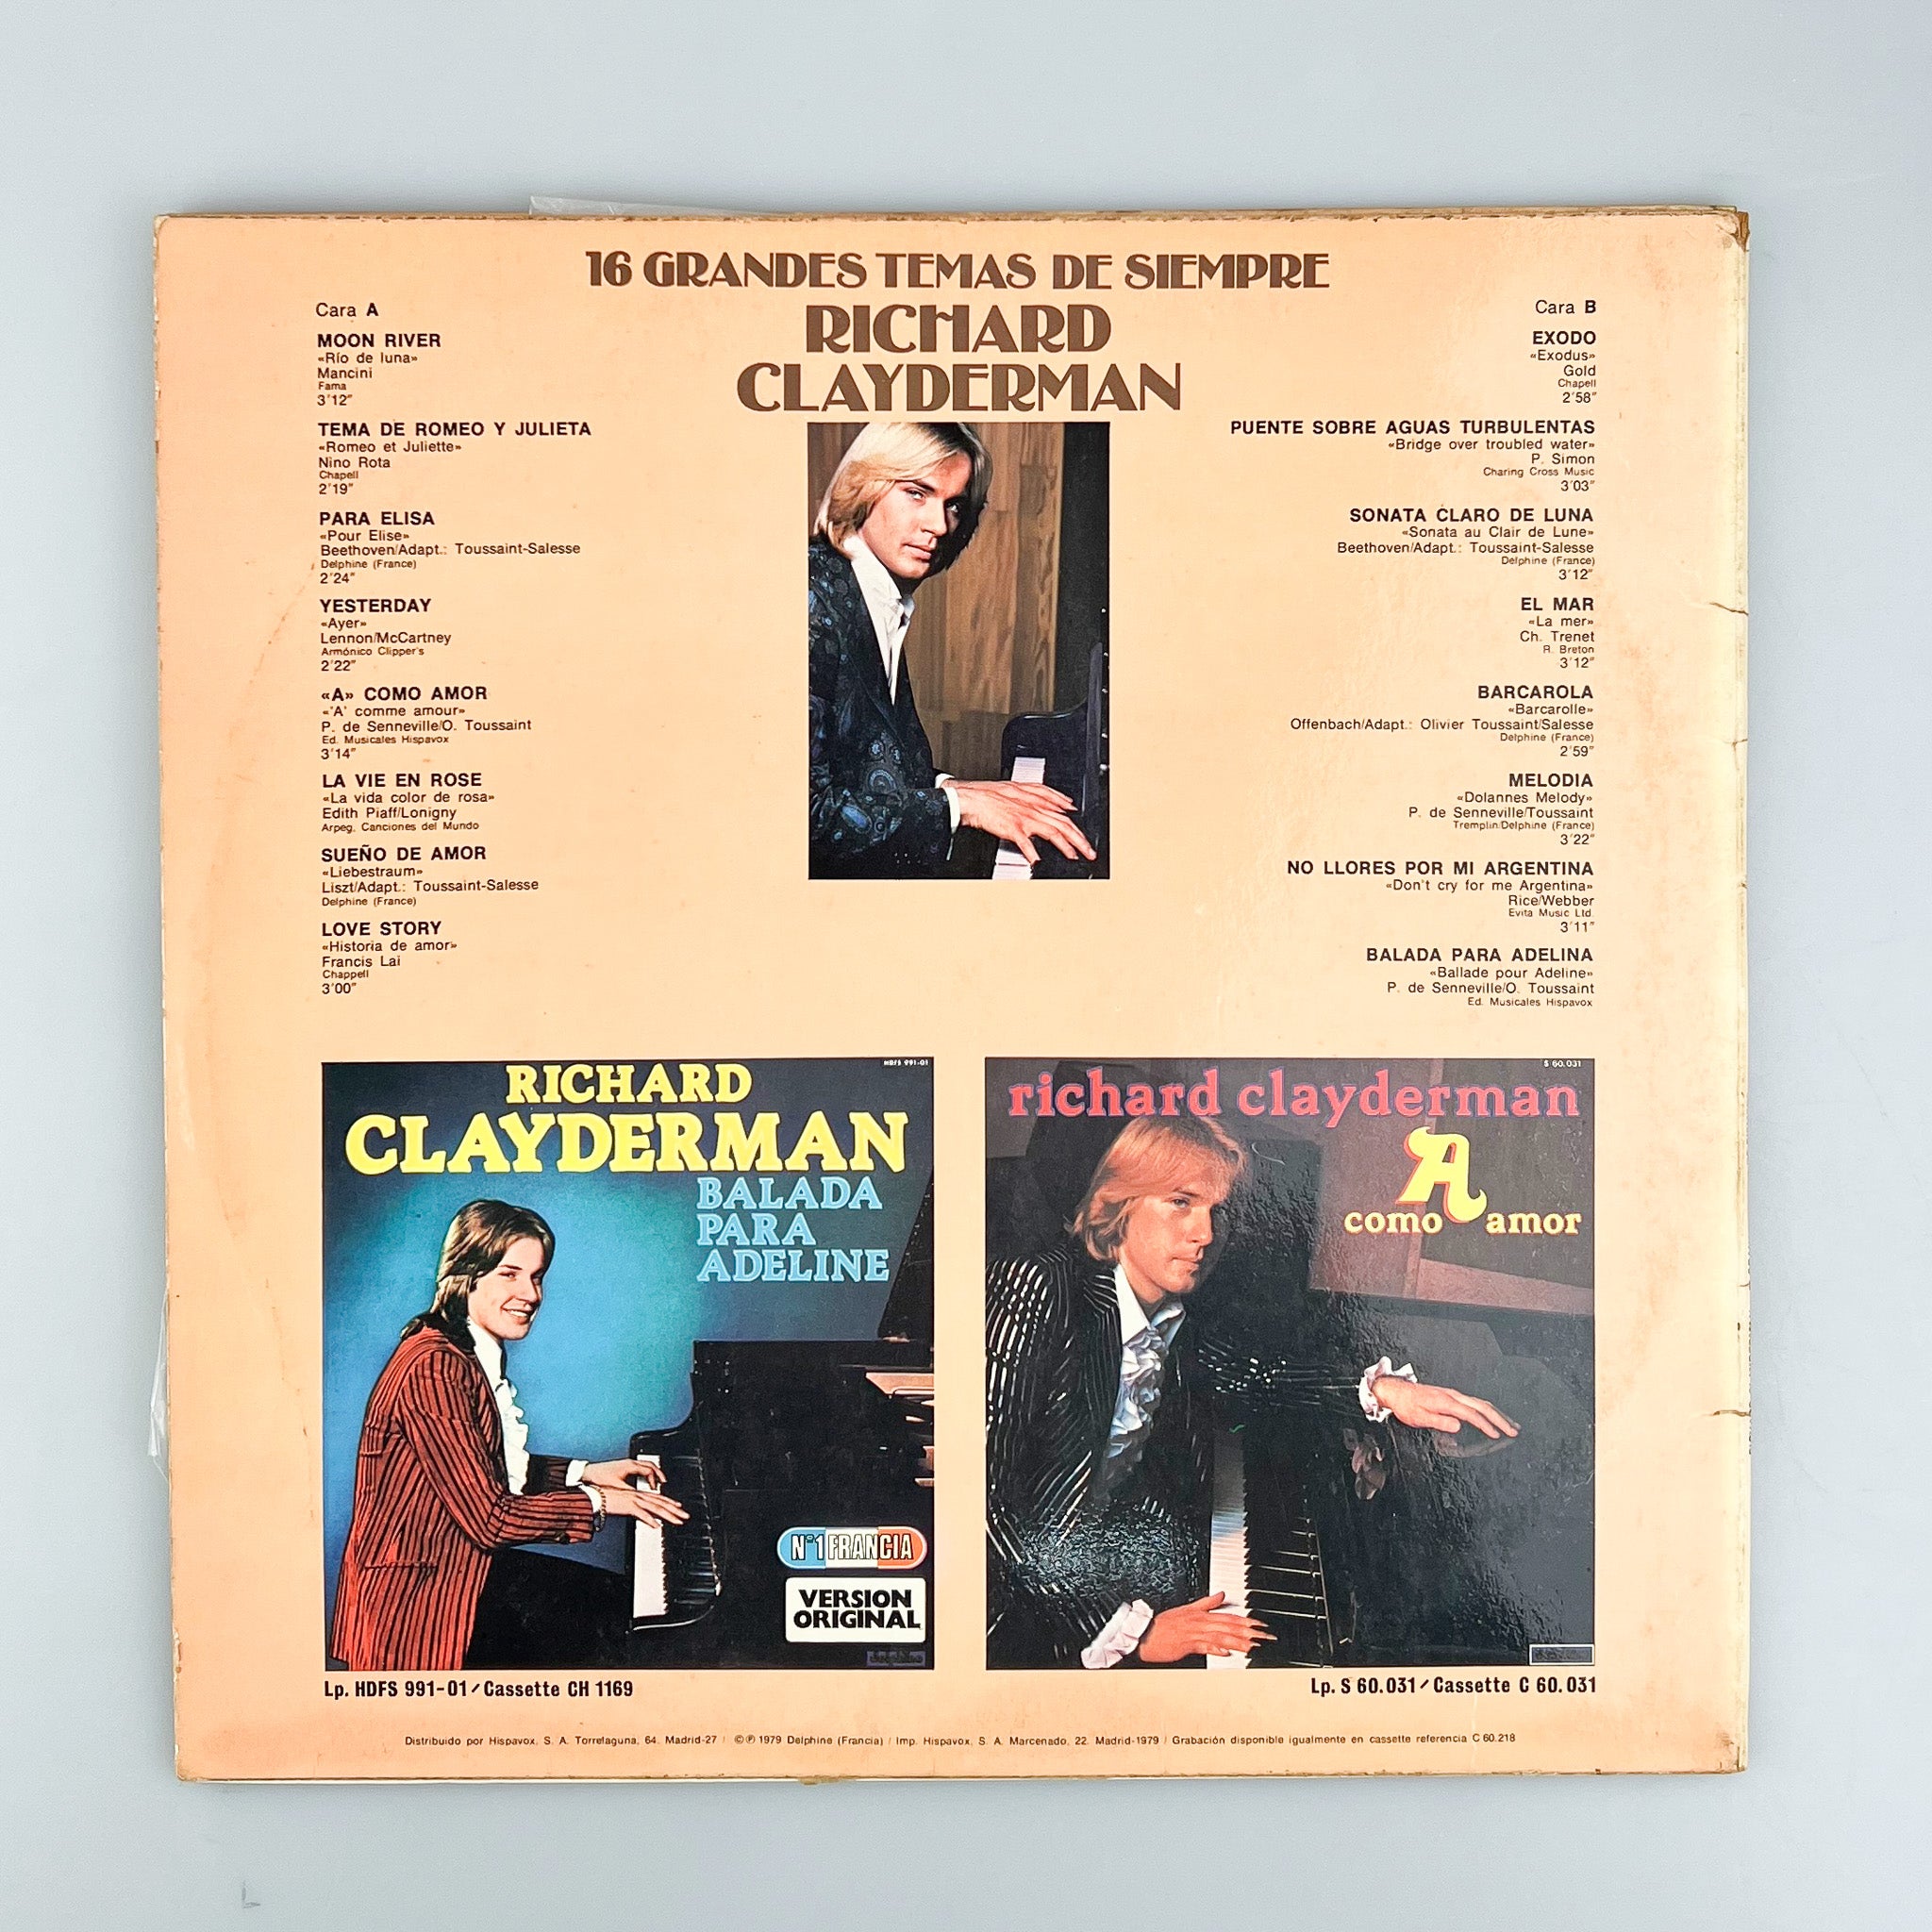 16 GRANDES TEMAS DE SIEMPRE
RICHARD
CLAYDERMAN
Cara A
MOON RIVER
«Río de luna»
Mancini
Fama
3'12"
TEMA DE ROMEO Y JULIETA
«Romeo et Juliette»
Nino Rota
Chapell
2'19"
PARA ELISA
«Pour Elise»
Beethoven/Adapt.: Toussaint-Salesse
Delphine (France)
2'24"
YESTERDAY
«Ayer»
Lennon/McCartney
Armónico Clipper's
2'22"
«A» COMO AMOR
«'A' comme amour»
P. de Senneville/O. Toussaint
Ed. Musicales Hispavox
3'14"
LA VIE EN ROSE
«La vida color de rosa»
Edith Piaff/Lonigny
Arpeg. Canciones del Mundo
SUEÑO DE AMOR
«Liebestraum»
Liszt/Adapt.: Toussaint-Salesse
Delphine (France)
LOVE STORY
«Historia de amor»
Francis Lai
Chappell
3'00"
Cara B
EXODO
«Exodus»
Gold
Chapell
2'58"
PUENTE SOBRE AGUAS TURBULENTAS
«Bridge over troubled water»
P. Simon
Charing Cross Music
3'03"
SONATA CLARO DE LUNA
«Sonata au Clair de Lune»
Beethoven/Adapt.: Toussaint-Salesse
Delphine (France)
3'12"
EL MAR
«La mer»
Ch. Trenet
R. Breton
3'12"
BARCAROLA
«Barcarolle»
Offenbach/Adapt.: Olivier Toussaint/Salesse
Delphine (France)
2'59"
MELODIA
«Dolannes Melody»
P. de Senneville/Toussaint
Tremplin/Delphine (France)
3'22"
NO LLORES POR MI ARGENTINA
«Don't cry for me Argentina»
Rice/Webber
Evita Music Ltd.
3'11"
BALADA PARA ADELINA
«Ballade pour Adeline»
P. de Senneville/O. Toussaint
Ed. Musicales Hispavox
HDFS 991-01
RICHARD
CLAYDERMAN
BALADA
PARA
ADELINE
Nº1 FRANCIA
VERSION
ORIGINAL
delphine
Lp. HDFS 991-01/Cassette CH 1169
S 60.031
richard clayderman
A
como amor
Lp. S 60.031/Cassette C 60.031
Distribuido por Hispavox, S. A. Torrelaguna, 64. Madrid-27 / ©℗ 1979 Delphine (Francia) / Imp. Hispavox, S. A. Marcenado, 22. Madrid-1979 / Grabación disponible igualmente en cassette referencia C 60.218